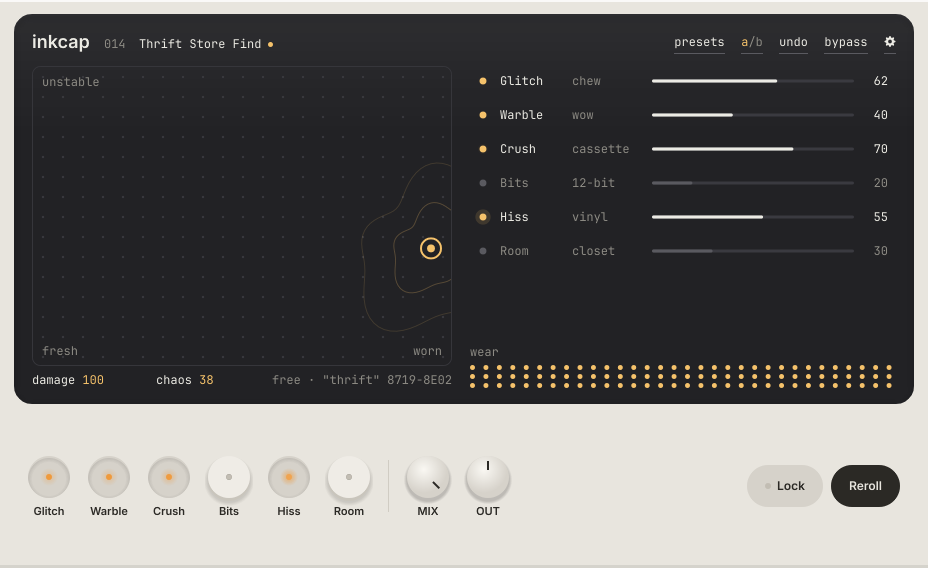 inkcap 014 Thrift Store Find
presets a/b undo bypass
unstable
fresh worn
damage 100 chaos 38 free · "thrift" 8719-8E02
Glitch chew 62
Warble wow 40
Crush cassette 70
Bits 12-bit 20
Hiss vinyl 55
Room closet 30
wear
Glitch Warble Crush Bits Hiss Room MIX OUT
Lock Reroll